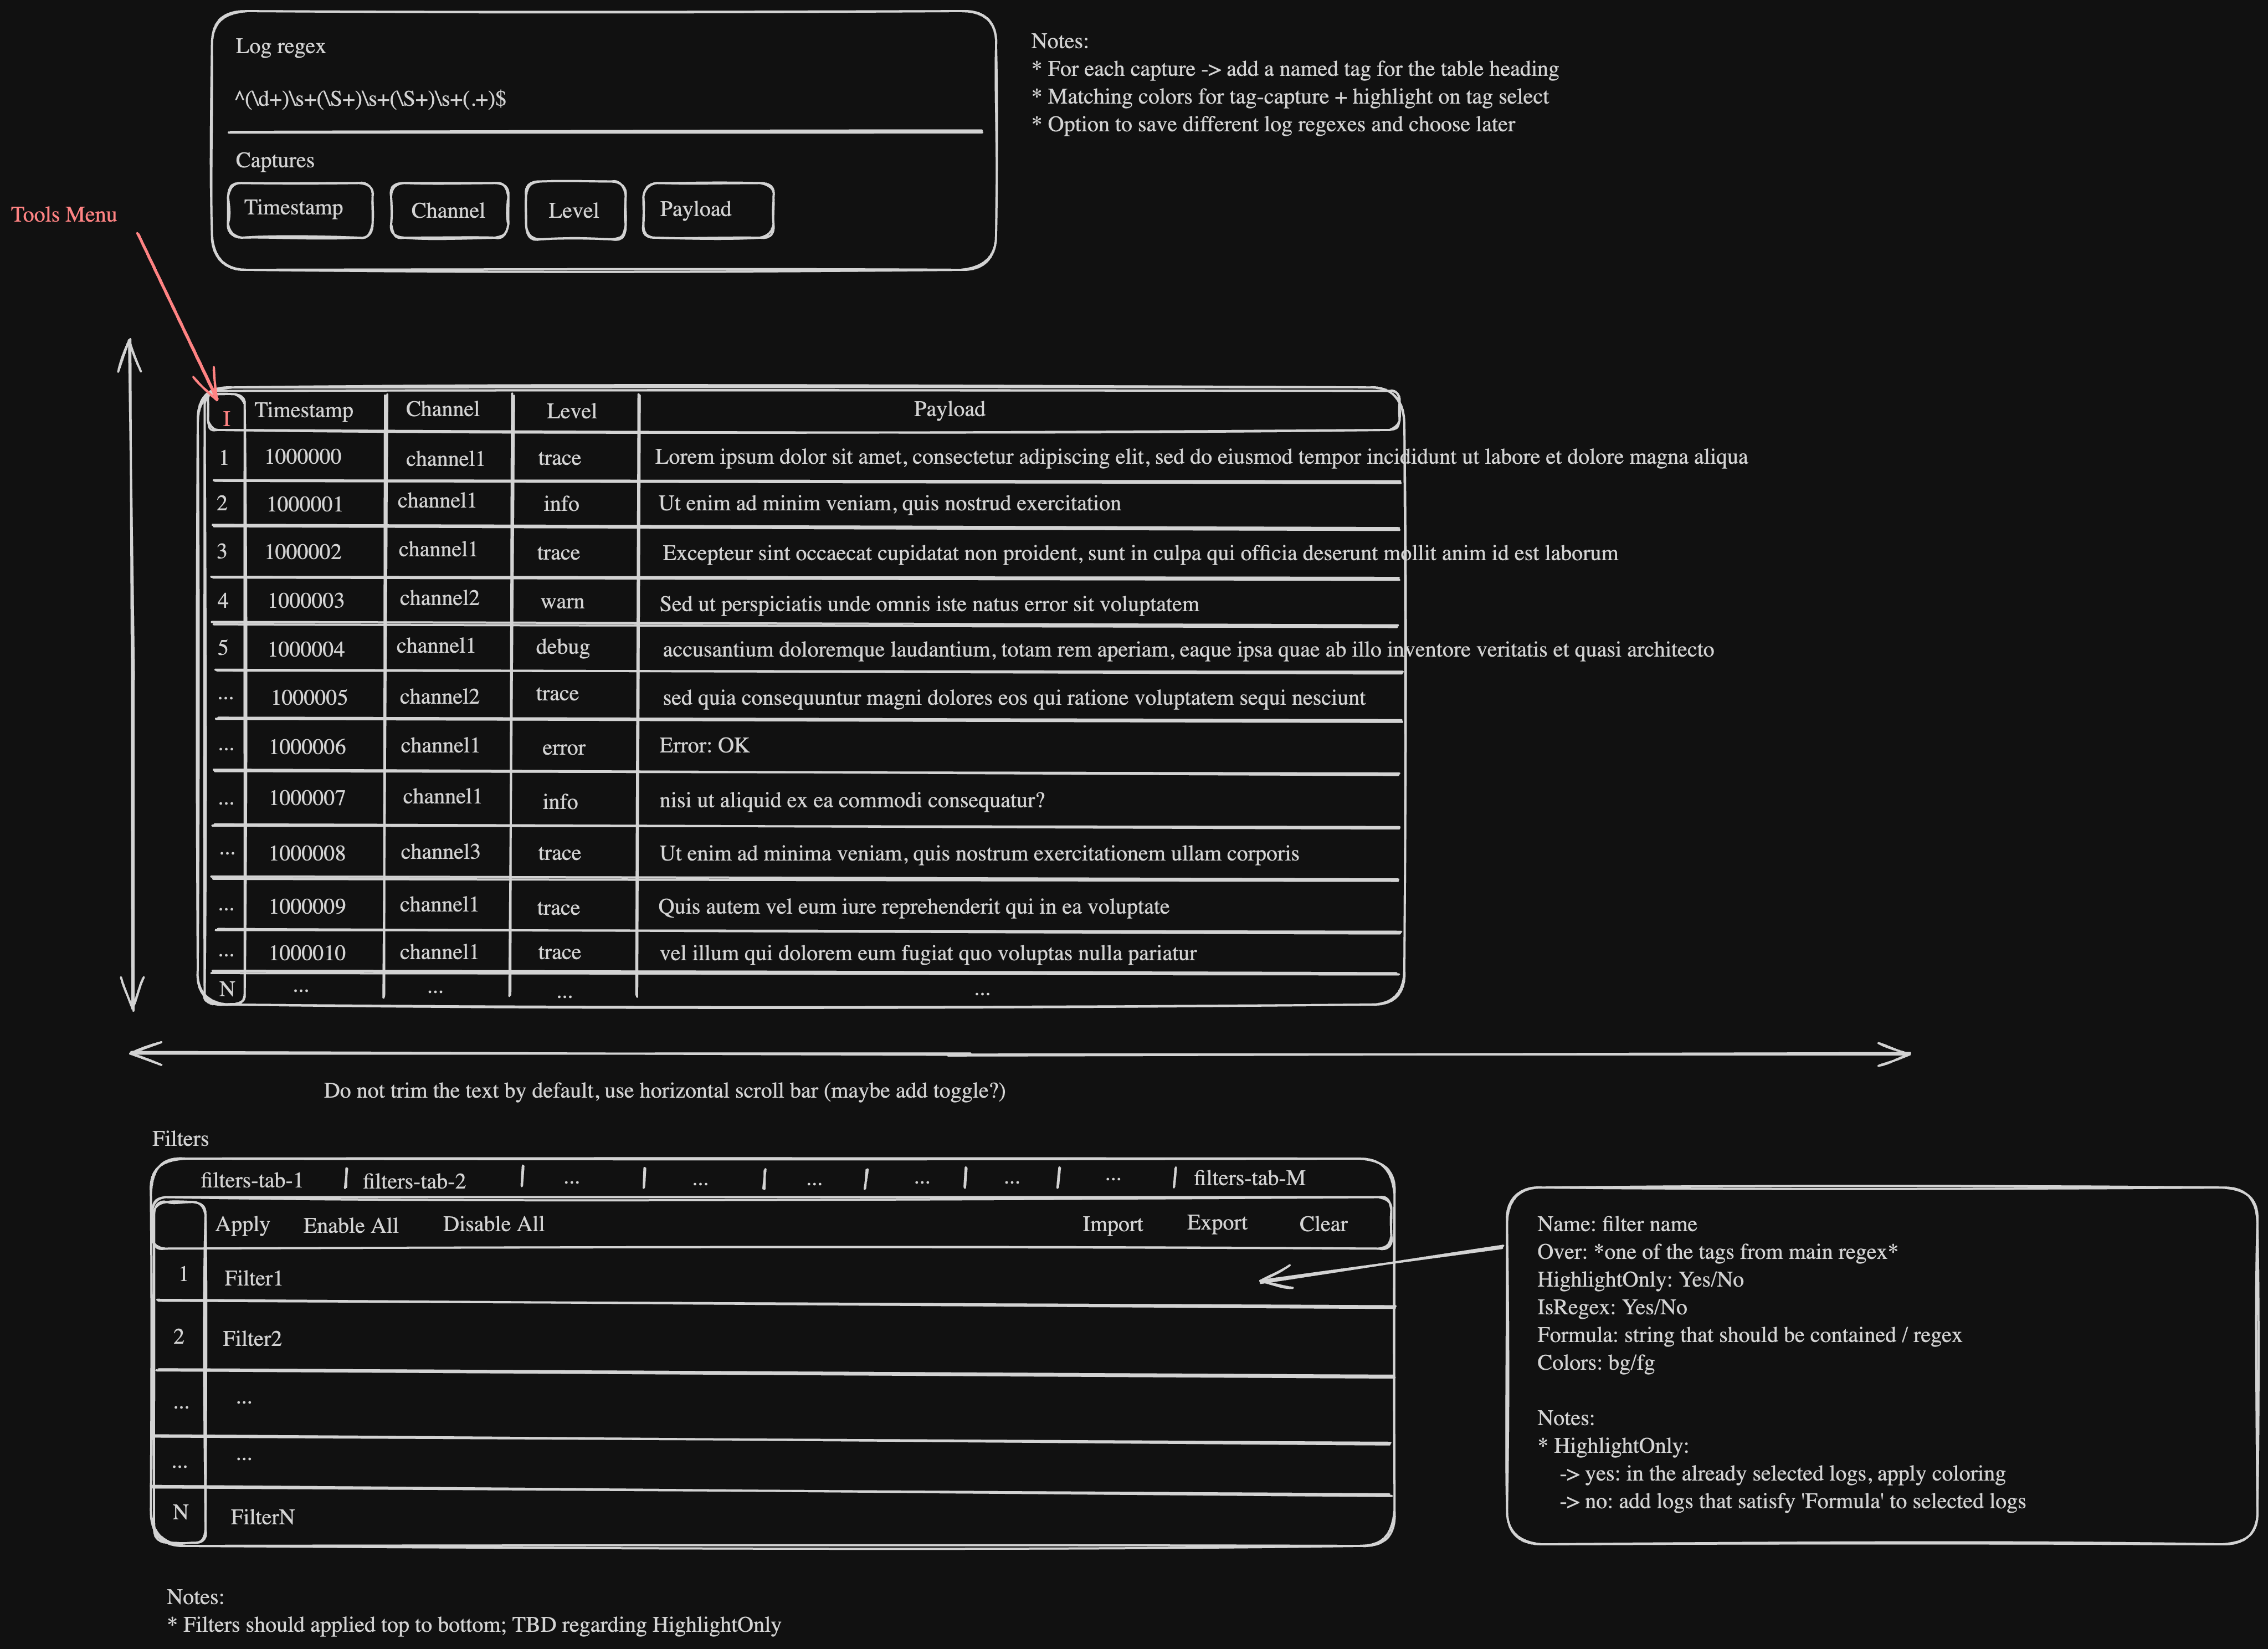 Log regex
^(\d+)\s+(\S+)\s+(\S+)\s+(.+)$
Captures
Timestamp Channel Level Payload
Notes:
* For each capture -> add a named tag for the table heading
* Matching colors for tag-capture + highlight on tag select
* Option to save different log regexes and choose later
Tools Menu
I Timestamp Channel Level Payload
1 1000000 channel1 trace Lorem ipsum dolor sit amet, consectetur adipiscing elit, sed do eiusmod tempor incididunt ut labore et dolore magna aliqua
2 1000001 channel1 info Ut enim ad minim veniam, quis nostrud exercitation
3 1000002 channel1 trace Excepteur sint occaecat cupidatat non proident, sunt in culpa qui officia deserunt mollit anim id est laborum
4 1000003 channel2 warn Sed ut perspiciatis unde omnis iste natus error sit voluptatem
5 1000004 channel1 debug accusantium doloremque laudantium, totam rem aperiam, eaque ipsa quae ab illo inventore veritatis et quasi architecto
... 1000005 channel2 trace sed quia consequuntur magni dolores eos qui ratione voluptatem sequi nesciunt
... 1000006 channel1 error Error: OK
... 1000007 channel1 info nisi ut aliquid ex ea commodi consequatur?
... 1000008 channel3 trace Ut enim ad minima veniam, quis nostrum exercitationem ullam corporis
... 1000009 channel1 trace Quis autem vel eum iure reprehenderit qui in ea voluptate
... 1000010 channel1 trace vel illum qui dolorem eum fugiat quo voluptas nulla pariatur
N ... ... ... ...
Do not trim the text by default, use horizontal scroll bar (maybe add toggle?)
Filters
filters-tab-1 filters-tab-2 ... ... ... ... ... ... filters-tab-M
Apply Enable All Disable All Import Export Clear
1 Filter1
2 Filter2
... ...
... ...
N FilterN
Name: filter name
Over: *one of the tags from main regex*
HighlightOnly: Yes/No
IsRegex: Yes/No
Formula: string that should be contained / regex
Colors: bg/fg
Notes:
* HighlightOnly:
-> yes: in the already selected logs, apply coloring
-> no: add logs that satisfy 'Formula' to selected logs
Notes:
* Filters should applied top to bottom; TBD regarding HighlightOnly